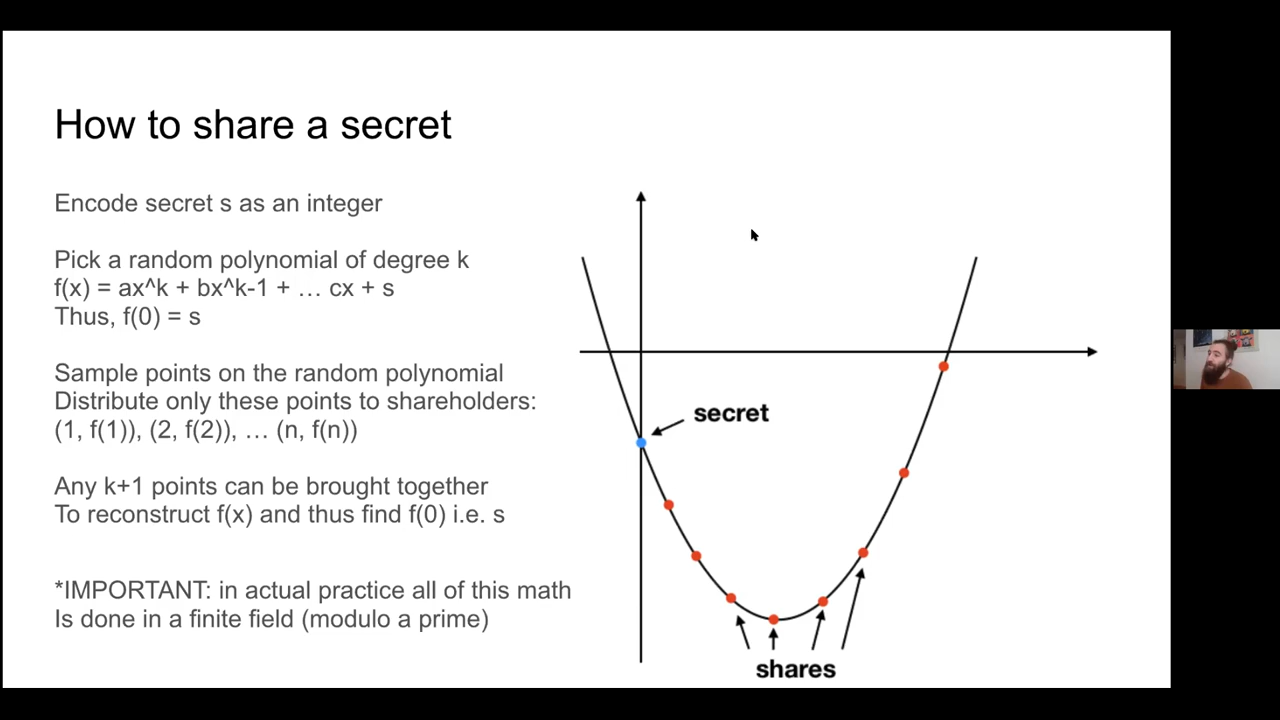 How to share a secret
Encode secret s as an integer
Pick a random polynomial of degree k
f(x) = ax^k + bx^k-1 + … cx + s
Thus, f(0) = s
Sample points on the random polynomial
Distribute only these points to shareholders:
(1, f(1)), (2, f(2)), … (n, f(n))
Any k+1 points can be brought together
To reconstruct f(x) and thus find f(0) i.e. s
*IMPORTANT: in actual practice all of this math
Is done in a finite field (modulo a prime)
secret
shares